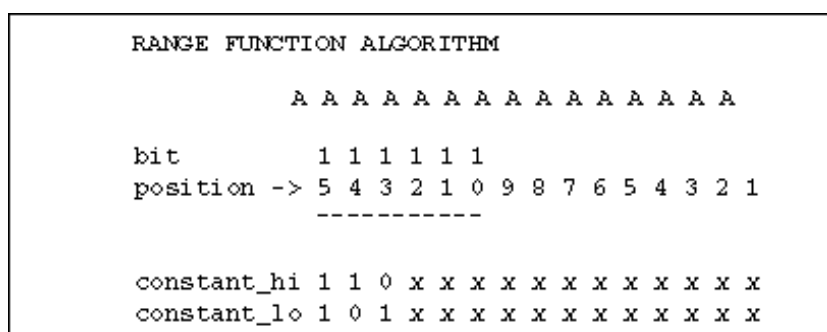 RANGE FUNCTION ALGORITHM
A A A A A A A A A A A A A A A
bit 1 1 1 1 1 1
position -> 5 4 3 2 1 0 9 8 7 6 5 4 3 2 1
-----------
constant_hi 1 1 0 x x x x x x x x x x x x
constant_lo 1 0 1 x x x x x x x x x x x x